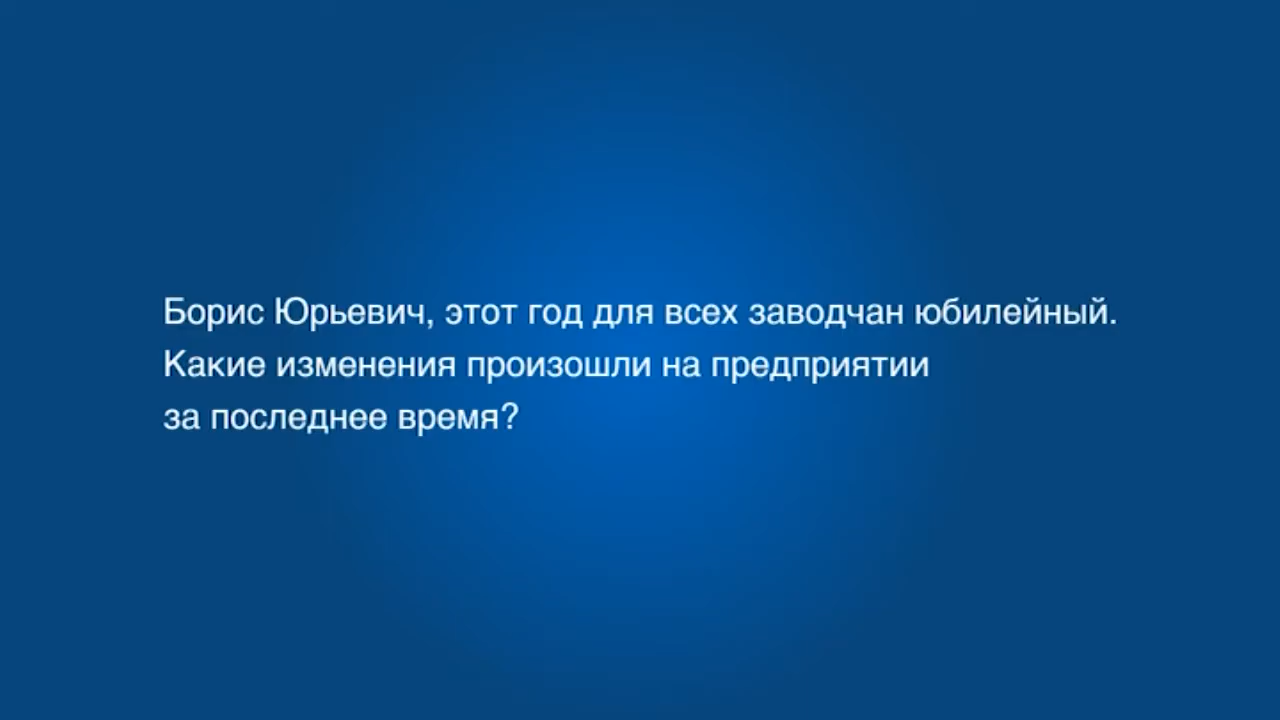 Борис Юрьевич, этот год для всех заводчан юбилейный.
Какие изменения произошли на предприятии
за последнее время?